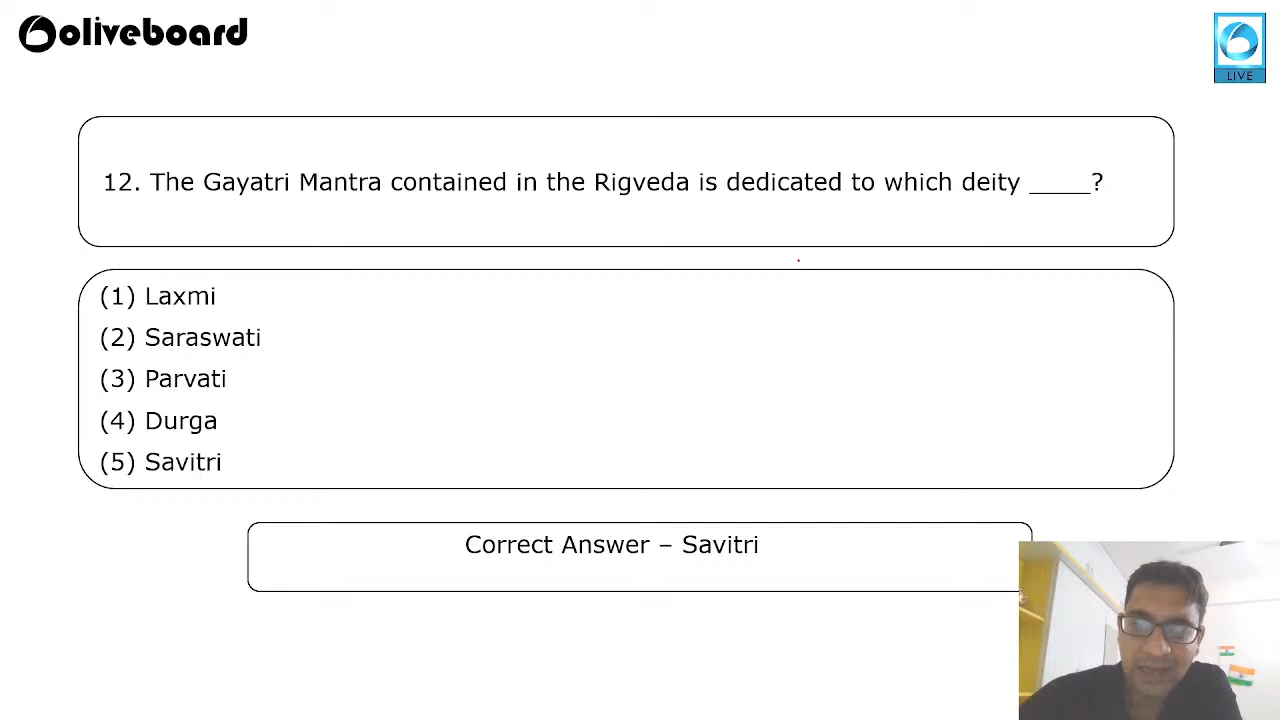 oliveboard
LIVE
12. The Gayatri Mantra contained in the Rigveda is dedicated to which deity _____?
(1) Laxmi
(2) Saraswati
(3) Parvati
(4) Durga
(5) Savitri
Correct Answer – Savitri